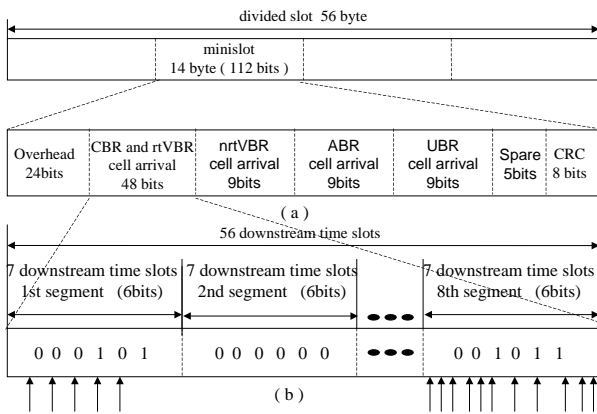 divided slot 56 byte
minislot
14 byte ( 112 bits )
Overhead
24bits
CBR and rtVBR
cell arrival
48 bits
nrtVBR
cell arrival
9bits
ABR
cell arrival
9bits
UBR
cell arrival
9bits
Spare
5bits
CRC
8 bits
( a )
56 downstream time slots
7 downstream time slots
1st segment (6bits)
7 downstream time slots
2nd segment (6bits)
7 downstream time slots
8th segment (6bits)
0 0 0 1 0 1
0 0 0 0 0 0
0 0 1 0 1 1
( b )